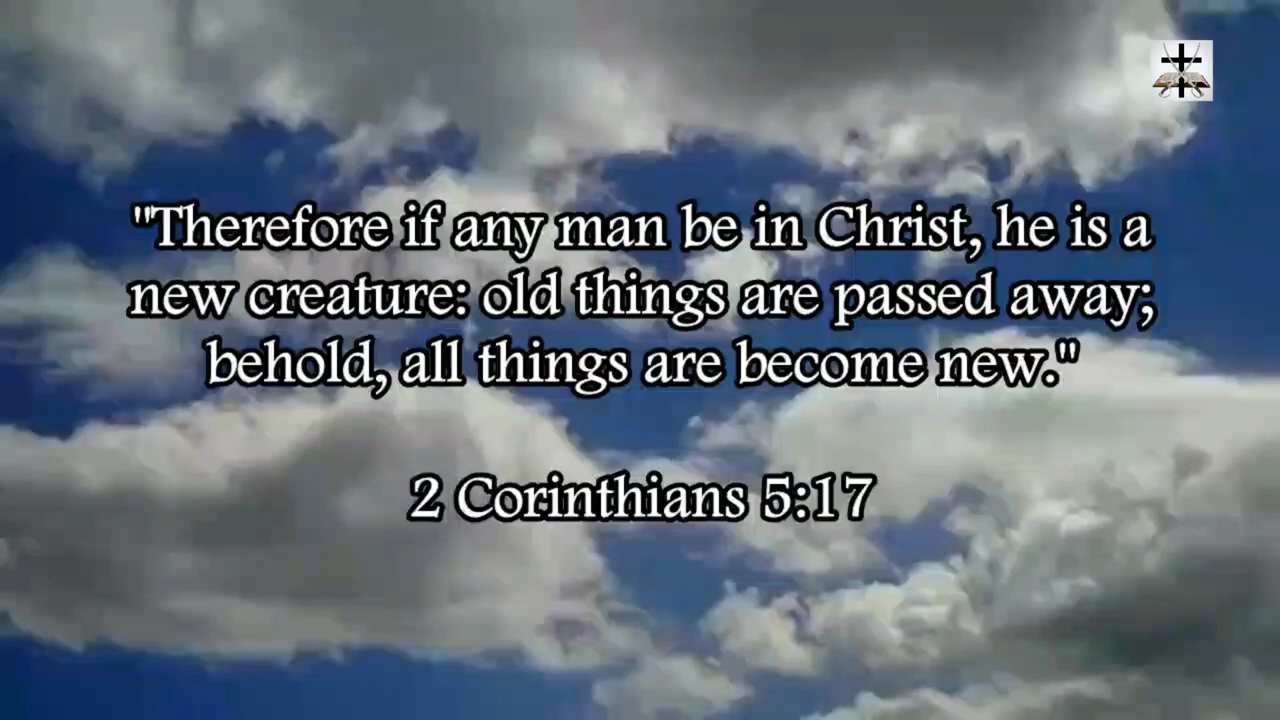 "Therefore if any man be in Christ, he is a
new creature: old things are passed away;
behold, all things are become new."
2 Corinthians 5:17